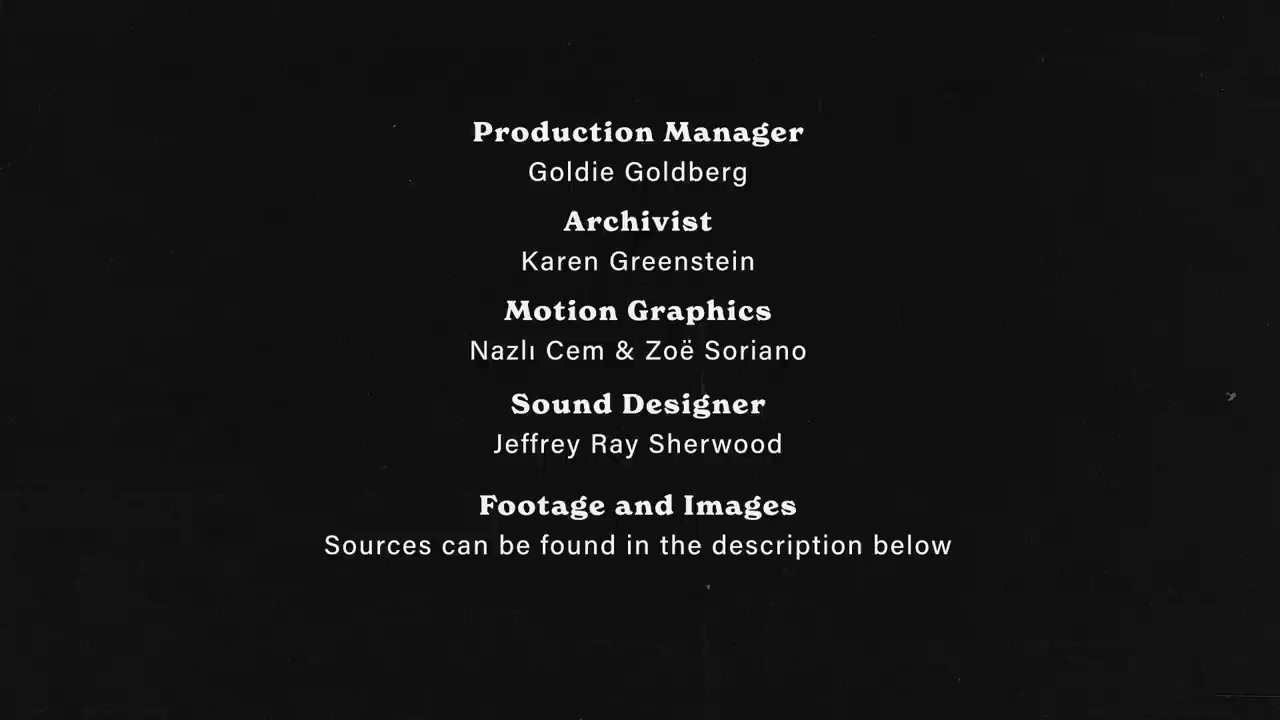 Production Manager
Goldie Goldberg
Archivist
Karen Greenstein
Motion Graphics
Nazlı Cem & Zoë Soriano
Sound Designer
Jeffrey Ray Sherwood
Footage and Images
Sources can be found in the description below